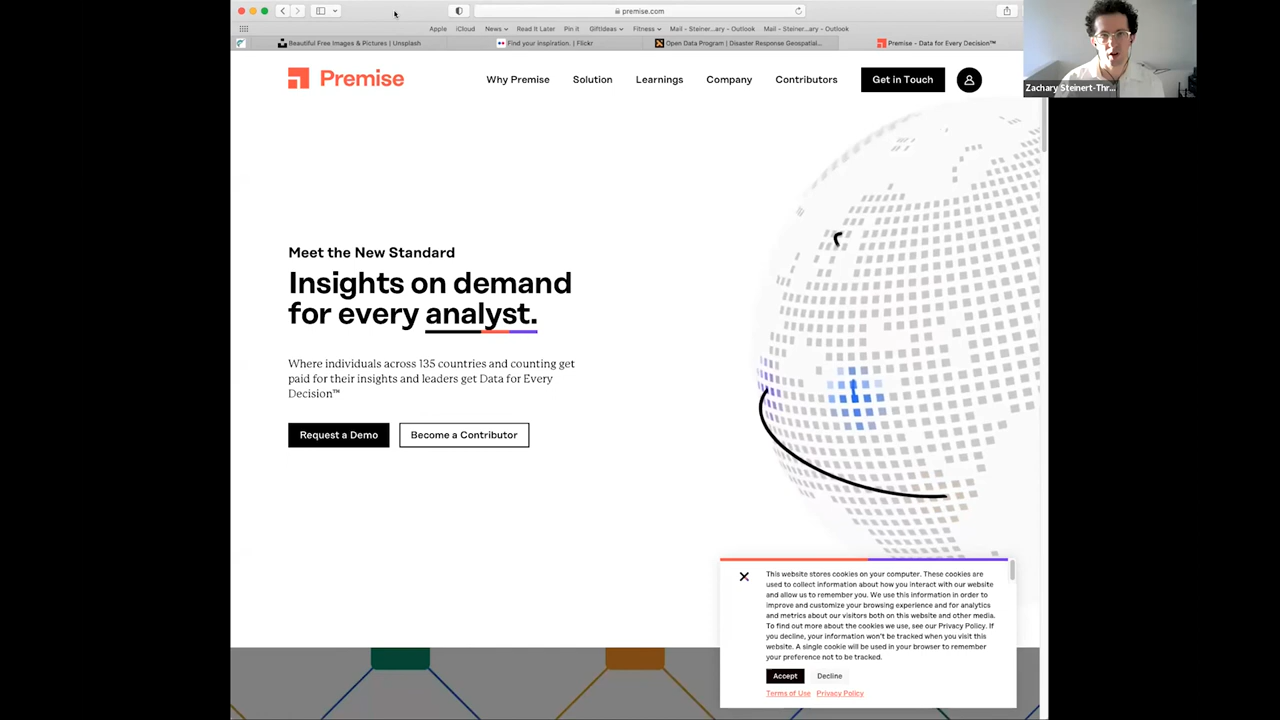 premise.com
Apple iCloud News Read It Later Pin it GiftIdeas Fitness Mail - Steiner...ary - Outlook Mail - Steiner...ary - Outlook
Beautiful Free Images & Pictures | Unsplash Find your inspiration. | Flickr Open Data Program | Disaster Response Geospatial... Premise - Data for Every Decision™
Zachary Steinert-Thr...
Premise Why Premise Solution Learnings Company Contributors Get in Touch
Meet the New Standard
Insights on demand
for every analyst.
Where individuals across 135 countries and counting get
paid for their insights and leaders get Data for Every
Decision™
Request a Demo Become a Contributor
This website stores cookies on your computer. These cookies are
used to collect information about how you interact with our website
and allow us to remember you. We use this information in order to
improve and customize your browsing experience and for analytics
and metrics about our visitors both on this website and other media.
To find out more about the cookies we use, see our Privacy Policy. If
you decline, your information won't be tracked when you visit this
website. A single cookie will be used in your browser to remember
your preference not to be tracked.
Accept Decline
Terms of Use Privacy Policy